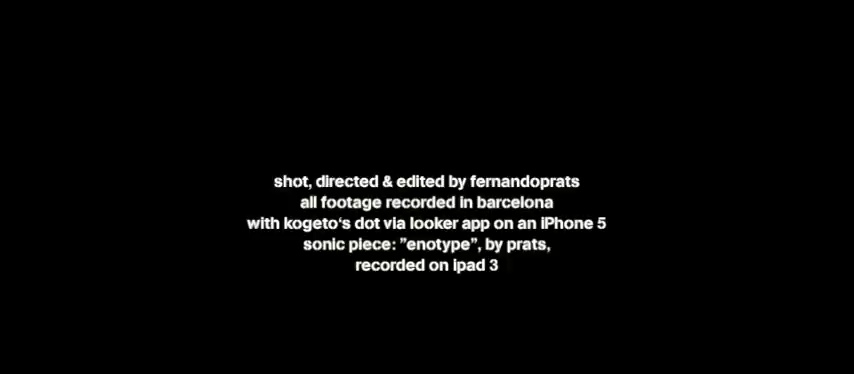 shot, directed & edited by fernandoprats
all footage recorded in barcelona
with kogeto‘s dot via looker app on an iPhone 5
sonic piece: ”enotype”, by prats,
recorded on ipad 3